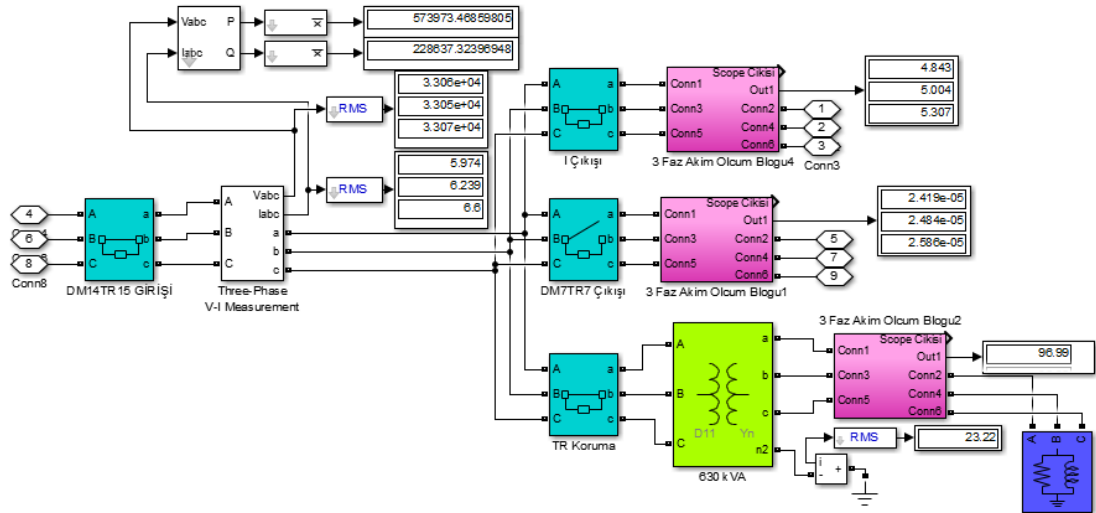 Vabc P
Iabc Q
x
x
573973.46859805
228637.32396948
RMS
3.306e+04
3.305e+04
3.307e+04
RMS
5.974
6.239
6.6
4
6
8
Conn8
A a
B b
C c
DM14TR15 GİRİŞİ
A
B
C
Vabc
Iabc
a
b
c
Three-Phase
V-I Measurement
A a
B b
C c
I Çıkışı
Scope Cikisi
Conn1 Out1
Conn2
Conn3
Conn4
Conn5
Conn6
3 Faz Akim Olcum Blogu4
1
2
3
Conn3
4.843
5.004
5.307
A a
B b
C c
DM7TR7 Çıkışı
Scope Cikisi
Conn1 Out1
Conn2
Conn3
Conn4
Conn5
Conn6
3 Faz Akim Olcum Blogu1
5
7
9
2.419e-05
2.484e-05
2.586e-05
A a
B b
C c
TR Koruma
A a
B b
C c
D11 Yn
n2
630 kVA
3 Faz Akim Olcum Blogu2
Scope Cikisi
Conn1 Out1
Conn2
Conn3
Conn4
Conn5
Conn6
96.99
RMS
23.22
i
-
+
A B C